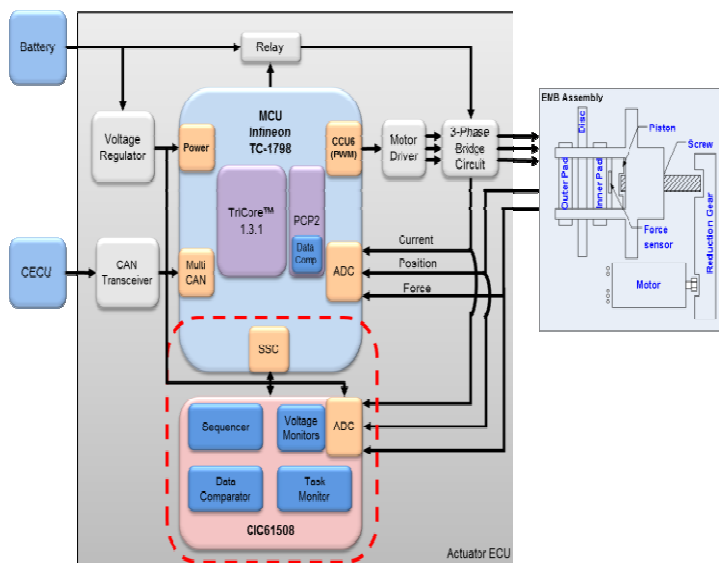 Battery
Relay
MCU
Infineon
TC-1798
Voltage
Regulator
Power
CCU6
(PWM)
Motor
Driver
3-Phase
Bridge
Circuit
TriCore™
1.3.1
PCP2
Data
Comp.
CECU
CAN
Transceiver
Multi
CAN
ADC
Current
Position
Force
SSC
Sequencer
Voltage
Monitors
ADC
Data
Comparator
Task
Monitor
CIC61508
Actuator ECU
EMB Assembly
Disc
Piston
Screw
Outer Pad
Inner Pad
Force
sensor
Reduction Gear
Motor